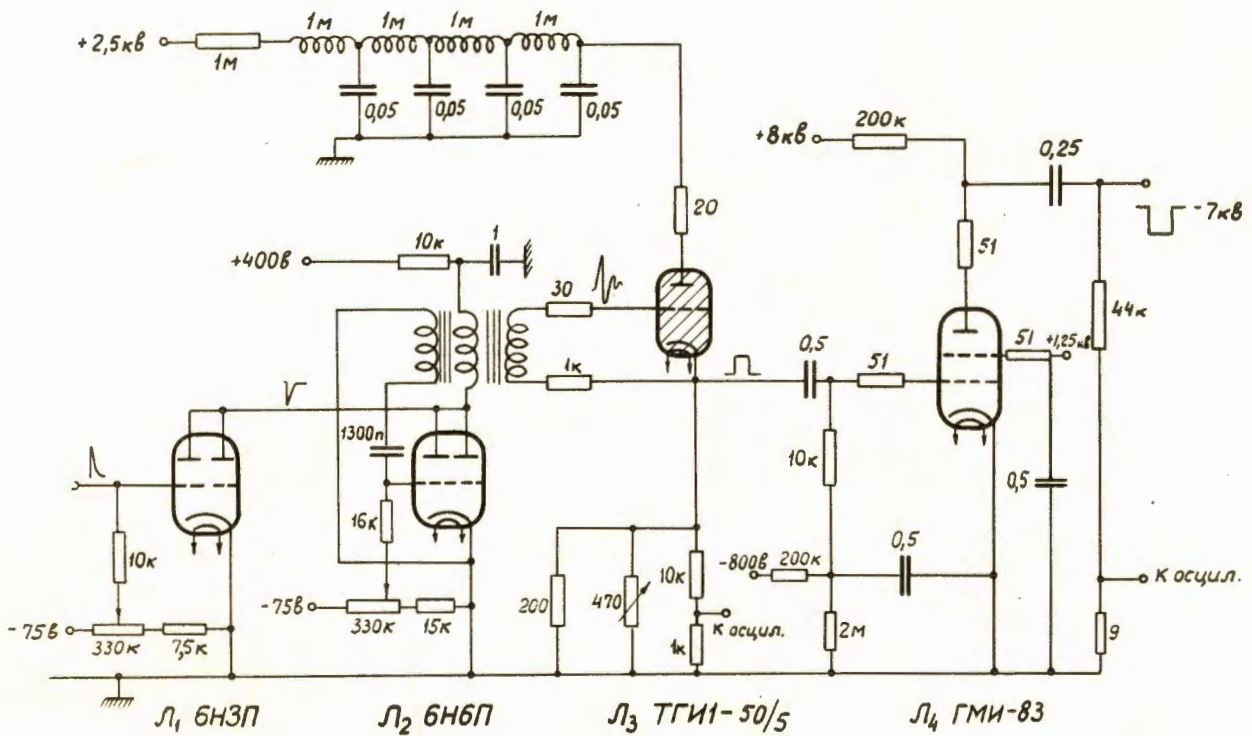 1м 1м 1м 1м
+2,5кв
1м
0,05 0,05 0,05 0,05
+8кв
200к
0,25
-7кв
20
51
+400в
10к
1
30
1к
0,5
51
51
+1,25кв
44к
1300п
16к
10к
-75в
330к
7,5к
-75в
330к
15к
200
470
10к
к осцил.
1к
-800в
200к
0,5
10к
2м
0,5
К осцил.
9
Л1 6Н3П
Л2 6Н6П
Л3 ТГИ1-50/5
Л4 ГМИ-83